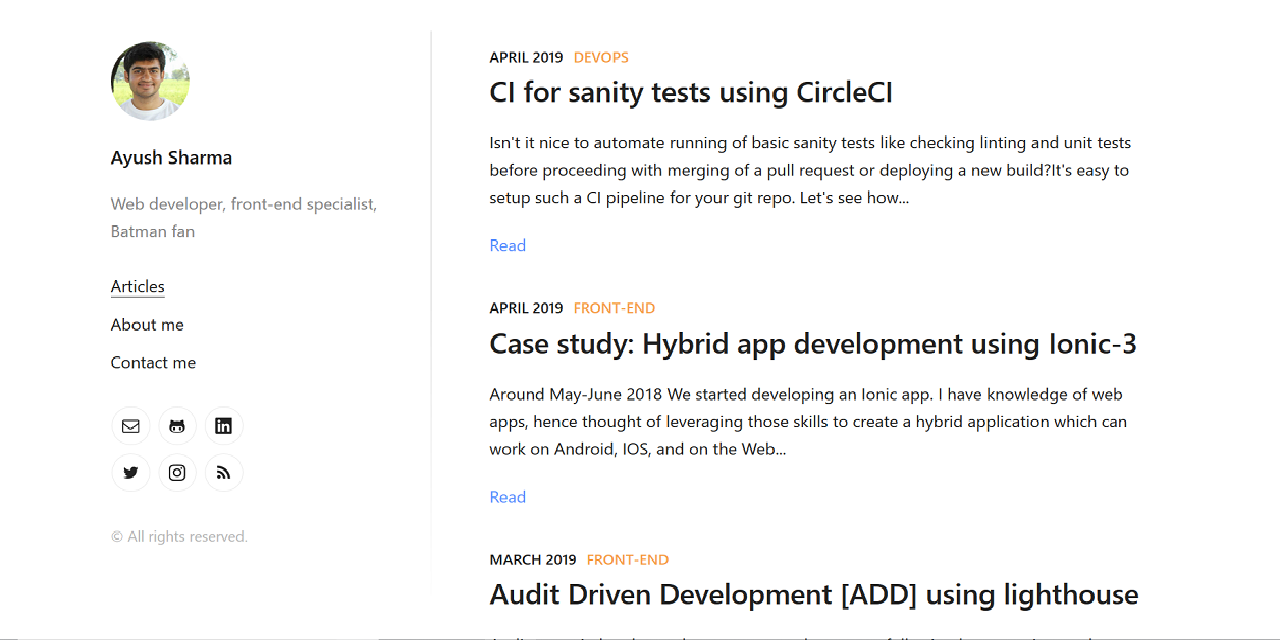 Ayush Sharma
Web developer, front-end specialist,
Batman fan
Articles
About me
Contact me
© All rights reserved.
APRIL 2019 DEVOPS
CI for sanity tests using CircleCI
Isn't it nice to automate running of basic sanity tests like checking linting and unit tests
before proceeding with merging of a pull request or deploying a new build?It's easy to
setup such a CI pipeline for your git repo. Let's see how...
Read
APRIL 2019 FRONT-END
Case study: Hybrid app development using Ionic-3
Around May-June 2018 We started developing an Ionic app. I have knowledge of web
apps, hence thought of leveraging those skills to create a hybrid application which can
work on Android, IOS, and on the Web...
Read
MARCH 2019 FRONT-END
Audit Driven Development [ADD] using lighthouse